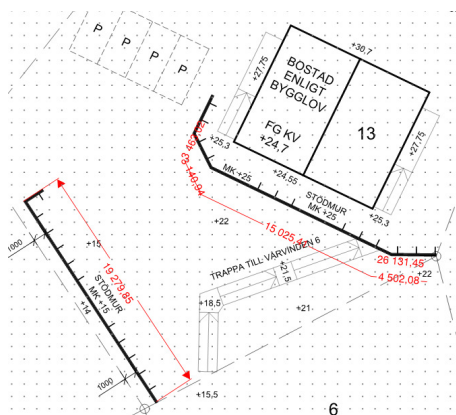 P
P
P
P
+30,7
+27,75
BOSTAD
ENLIGT
BYGGLOV
FG KV
+24,7
13
+27,75
+25,3
MK +25
+24,55
STÖDMUR
MK +25
+25,3
+22
15 025,
26 131,45
4 502,08
+22
TRAPPA TILL VÅRVINDEN 6
+21,5
+18,5
+21
1000
+15
19 279,85
STÖDMUR
MK +15
+14
1000
+15,5
6